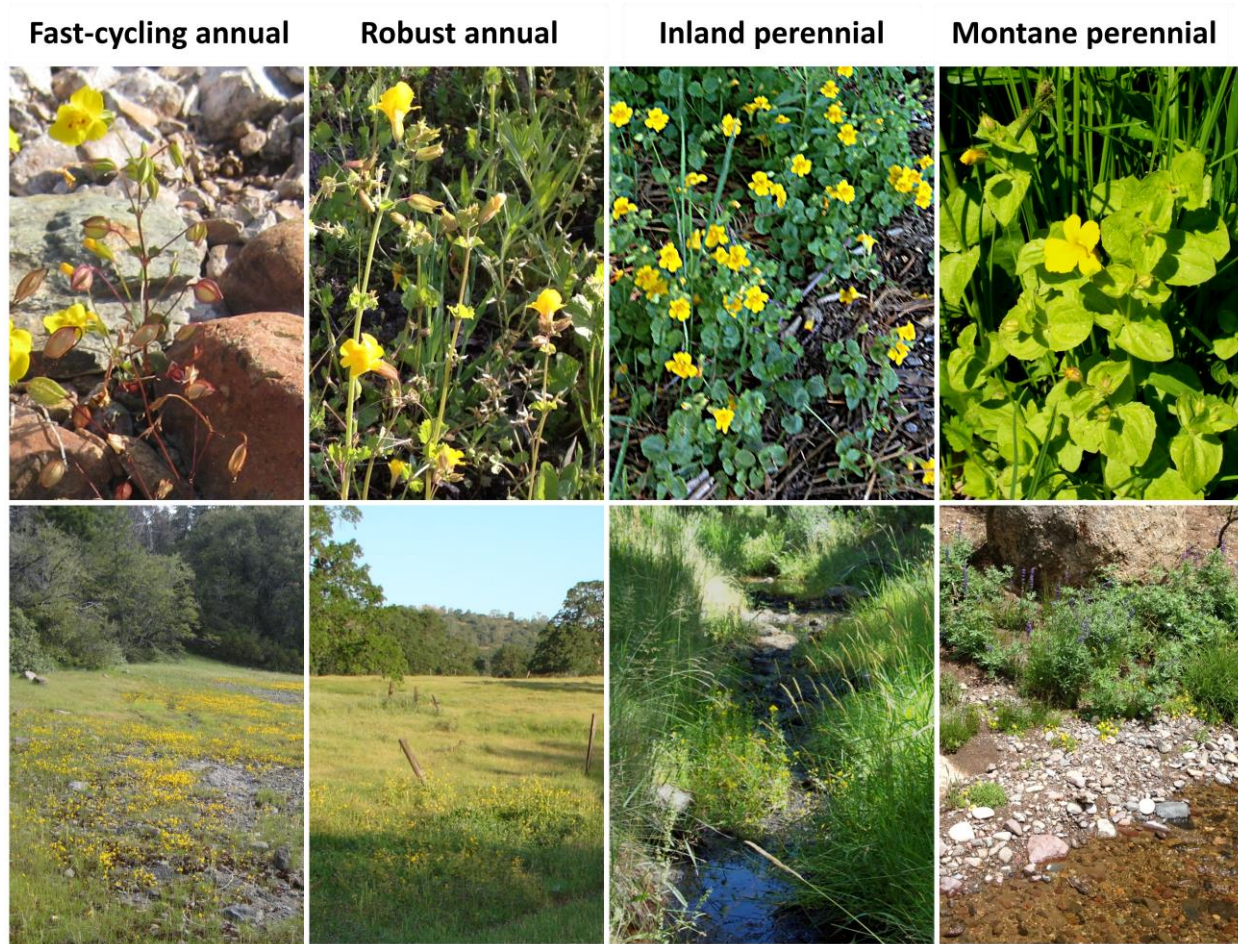 Fast-cycling annual
Robust annual
Inland perennial
Montane perennial